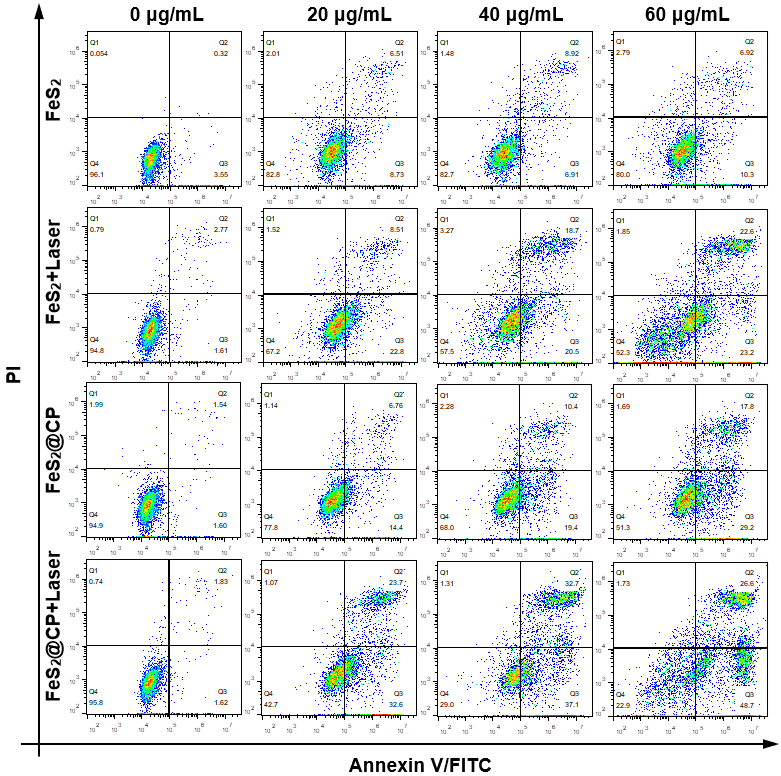 0 µg/mL 20 µg/mL 40 µg/mL 60 µg/mL
FeS2
Q1 Q2 Q1 Q2 Q1 Q2 Q1 Q2
0.054 0.32 2.01 6.51 1.48 8.92 2.79 6.92
Q4 Q3 Q4 Q3 Q4 Q3 Q4 Q3
96.1 3.55 82.8 8.73 82.7 6.91 80.0 10.3
FeS2+Laser
Q1 Q2 Q1 Q2 Q1 Q2 Q1 Q2
0.79 2.77 1.52 8.51 3.27 18.7 1.85 22.6
Q4 Q3 Q4 Q3 Q4 Q3 Q4 Q3
94.8 1.61 67.2 22.8 57.5 20.5 52.3 23.2
FeS2@CP
Q1 Q2 Q1 Q2 Q1 Q2 Q1 Q2
1.99 1.54 1.14 6.76 2.28 10.4 1.69 17.8
Q4 Q3 Q4 Q3 Q4 Q3 Q4 Q3
94.9 1.60 77.8 14.4 68.0 19.4 51.3 29.2
FeS2@CP+Laser
Q1 Q2 Q1 Q2 Q1 Q2 Q1 Q2
0.74 1.83 1.07 23.7 1.31 32.7 1.73 26.6
Q4 Q3 Q4 Q3 Q4 Q3 Q4 Q3
95.8 1.62 42.7 32.6 29.0 37.1 22.9 48.7
PI
Annexin V/FITC